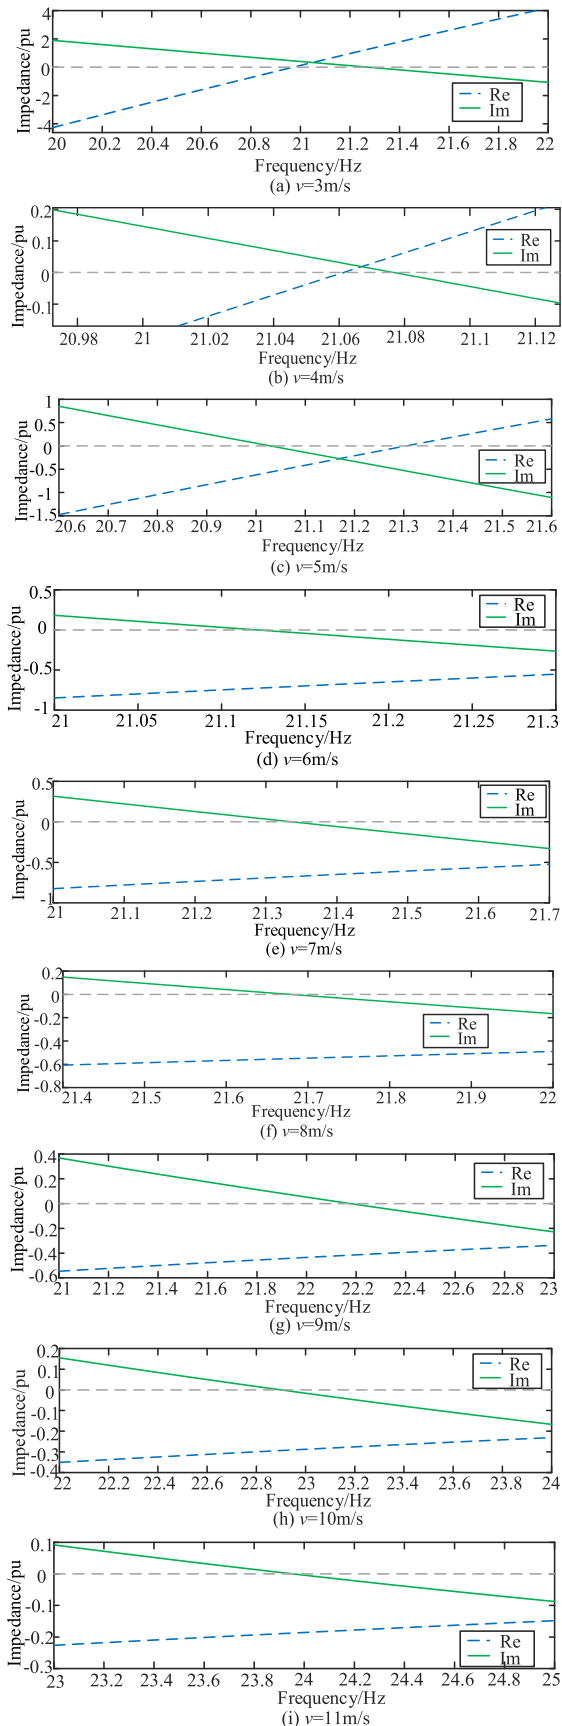 4
2
0
-2
-4
Impedance/pu
Re
Im
20 20.2 20.4 20.6 20.8 21 21.2 21.4 21.6 21.8 22
Frequency/Hz
(a) v=3m/s
0.2
0.1
0
-0.1
Impedance/pu
Re
Im
20.98 21 21.02 21.04 21.06 21.08 21.1 21.12
Frequency/Hz
(b) v=4m/s
1
0.5
0
-0.5
-1
-1.5
Impedance/pu
Re
Im
20.6 20.7 20.8 20.9 21 21.1 21.2 21.3 21.4 21.5 21.6
Frequency/Hz
(c) v=5m/s
0.5
0
-0.5
-1
Impedance/pu
Re
Im
21 21.05 21.1 21.15 21.2 21.25 21.3
Frequency/Hz
(d) v=6m/s
0.5
0
-0.5
-1
Impedance/pu
Re
Im
21 21.1 21.2 21.3 21.4 21.5 21.6 21.7
Frequency/Hz
(e) v=7m/s
0.2
0
-0.2
-0.4
-0.6
-0.8
Impedance/pu
Re
Im
21.4 21.5 21.6 21.7 21.8 21.9 22
Frequency/Hz
(f) v=8m/s
0.4
0.2
0
-0.2
-0.4
-0.6
Impedance/pu
Re
Im
21 21.2 21.4 21.6 21.8 22 22.2 22.4 22.6 22.8 23
Frequency/Hz
(g) v=9m/s
0.2
0.1
0
-0.1
-0.2
-0.3
-0.4
Impedance/pu
Re
Im
22 22.2 22.4 22.6 22.8 23 23.2 23.4 23.6 23.8 24
Frequency/Hz
(h) v=10m/s
0.1
0
-0.1
-0.2
-0.3
Impedance/pu
Re
Im
23 23.2 23.4 23.6 23.8 24 24.2 24.4 24.6 24.8 25
Frequency/Hz
(i) v=11m/s